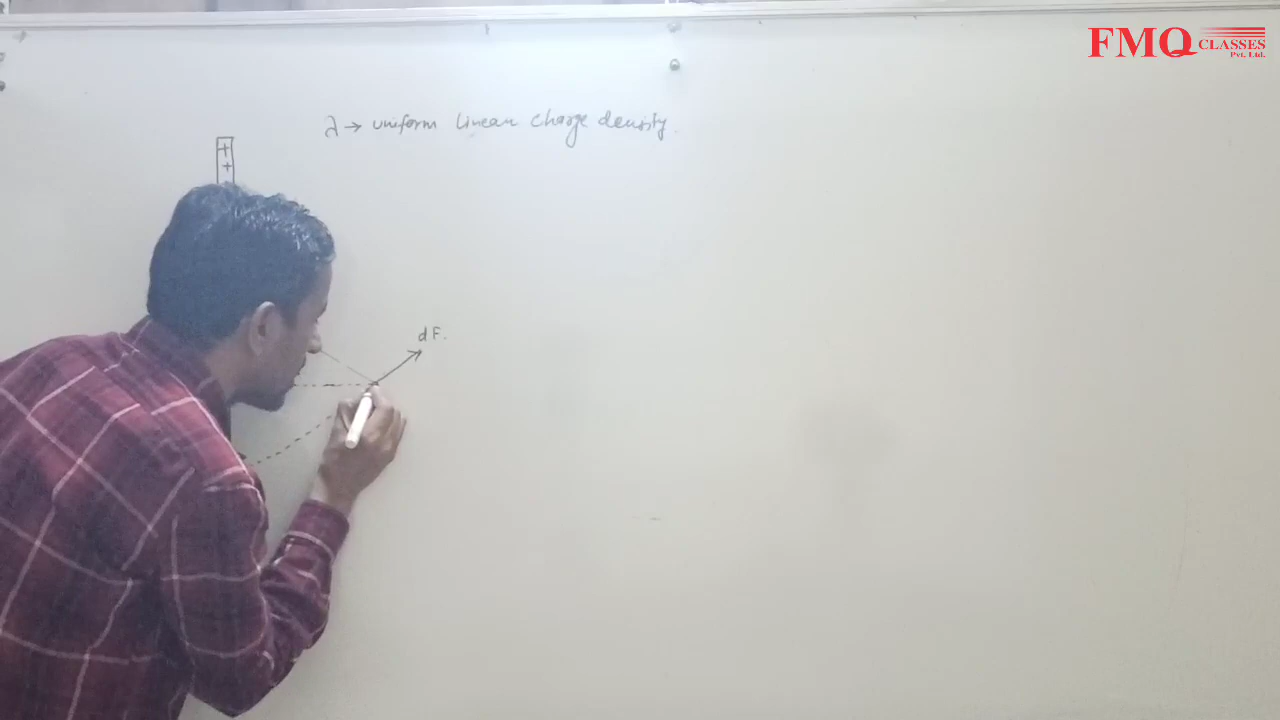 FMQ CLASSES
Pvt. Ltd.
λ → uniform linear charge density.
+
+
dF.